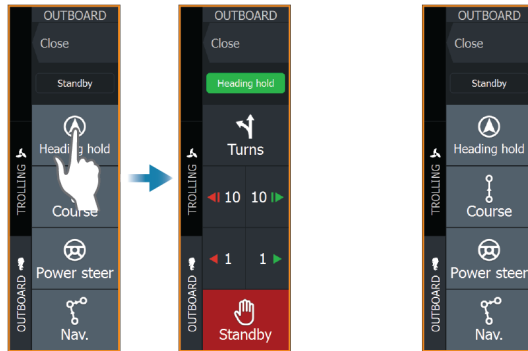 OUTBOARD
Close
Standby
Heading hold
Course
Power steer
Nav.
TROLLING
OUTBOARD
OUTBOARD
Close
Heading hold
Turns
10 10
1 1
Standby
TROLLING
OUTBOARD
OUTBOARD
Close
Standby
Heading hold
Course
Power steer
Nav.
TROLLING
OUTBOARD